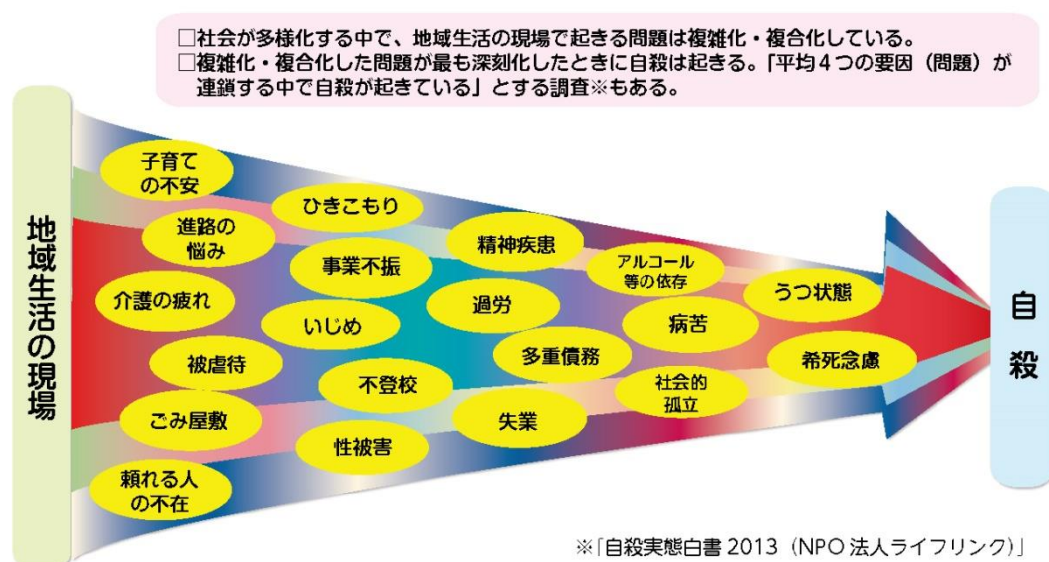 □社会が多様化する中で、地域生活の現場で起きる問題は複雑化・複合化している。
□複雑化・複合化した問題が最も深刻化したときに自殺は起きる。「平均4つの要因（問題）が
連鎖する中で自殺が起きている」とする調査※もある。
地域生活の現場
子育て
の不安
進路の
悩み
介護の疲れ
被虐待
ごみ屋敷
頼れる人
の不在
ひきこもり
事業不振
いじめ
不登校
性被害
精神疾患
過労
多重債務
失業
アルコール
等の依存
病苦
社会的
孤立
うつ状態
希死念慮
自殺
※「自殺実態白書2013（NPO法人ライフリンク）」